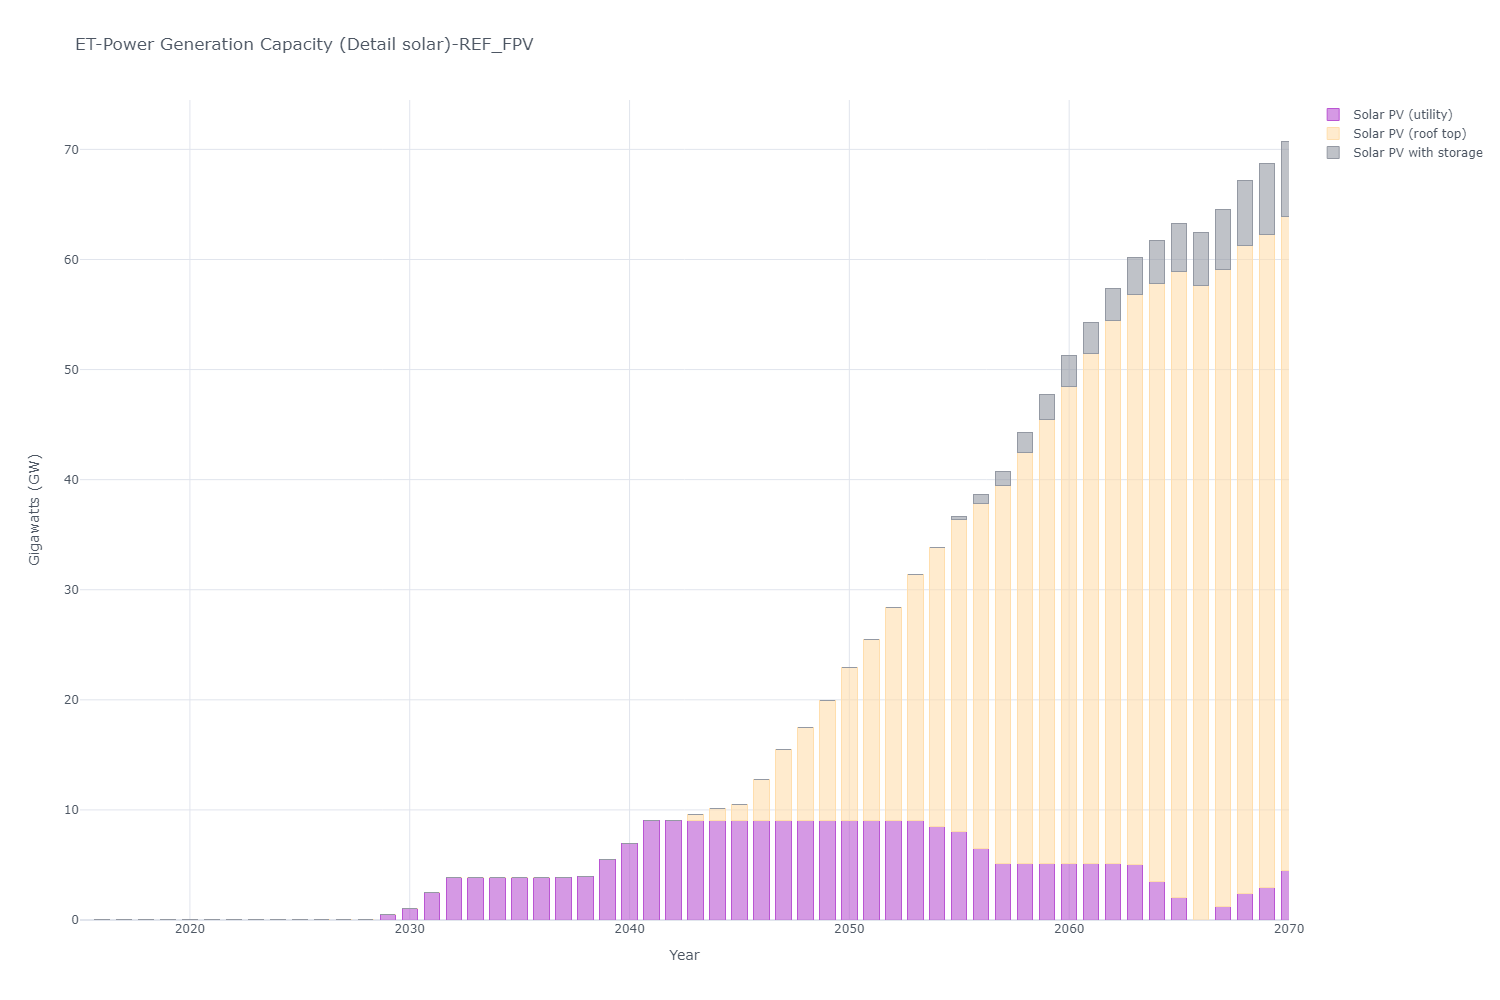 ET-Power Generation Capacity (Detail solar)-REF_FPV
Solar PV (utility)
Solar PV (roof top)
Solar PV with storage
70
60
50
40
30
20
10
0
Gigawatts (GW)
2020
2030
2040
2050
2060
2070
Year